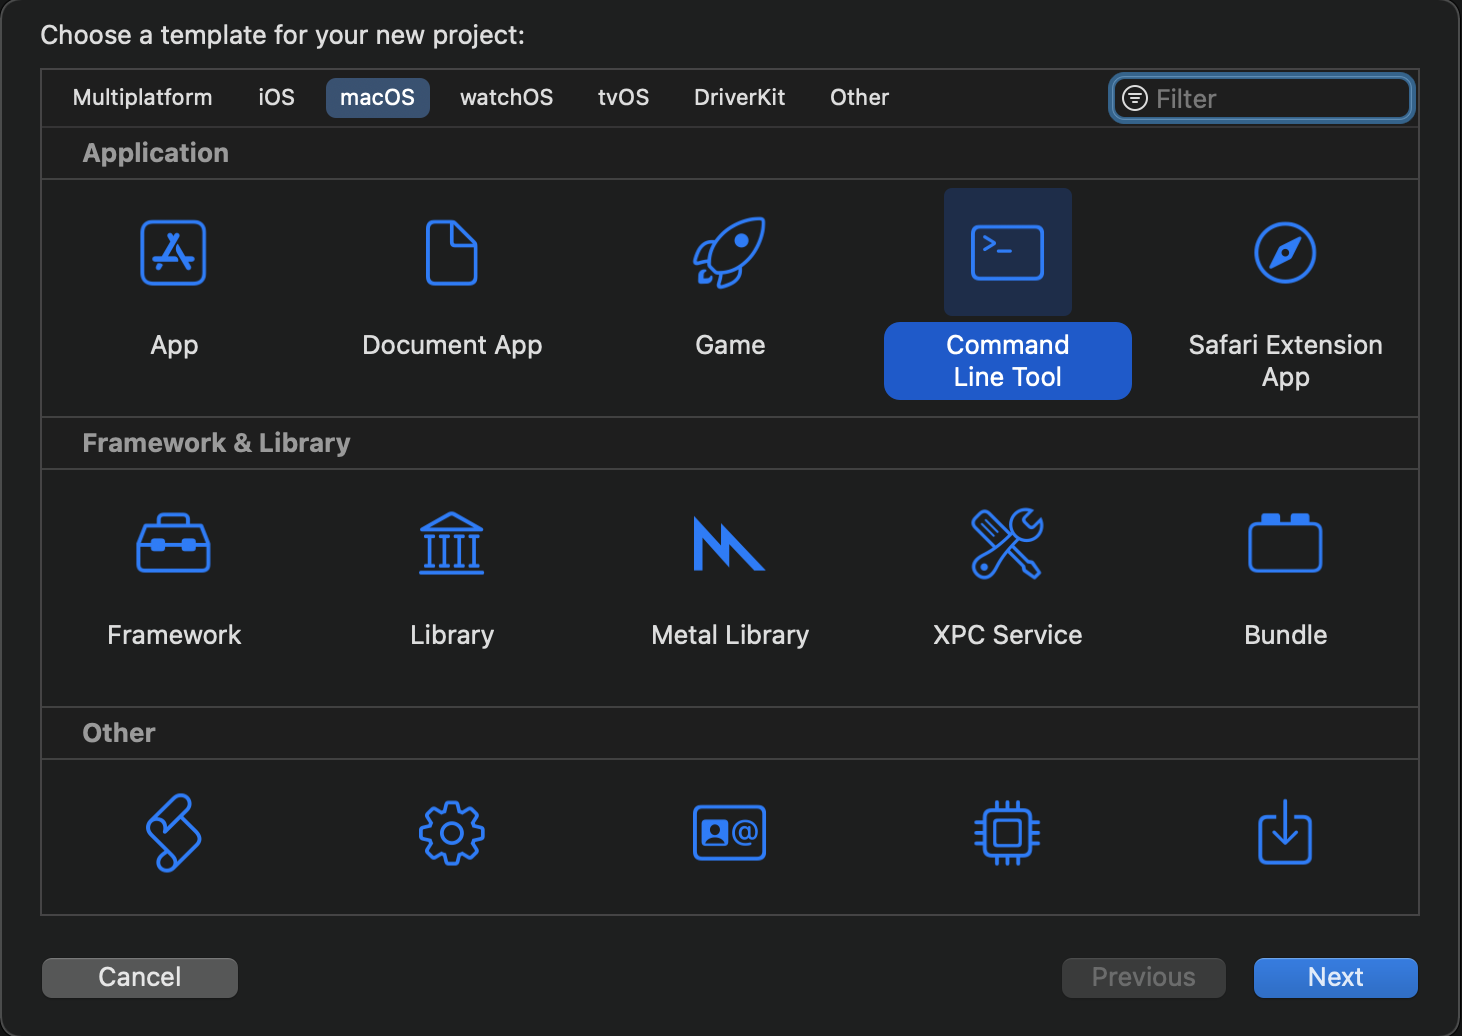 Choose a template for your new project:
Multiplatform iOS macOS watchOS tvOS DriverKit Other Filter
Application
App Document App Game Command Line Tool Safari Extension App
Framework & Library
Framework Library Metal Library XPC Service Bundle
Other
Cancel Previous Next